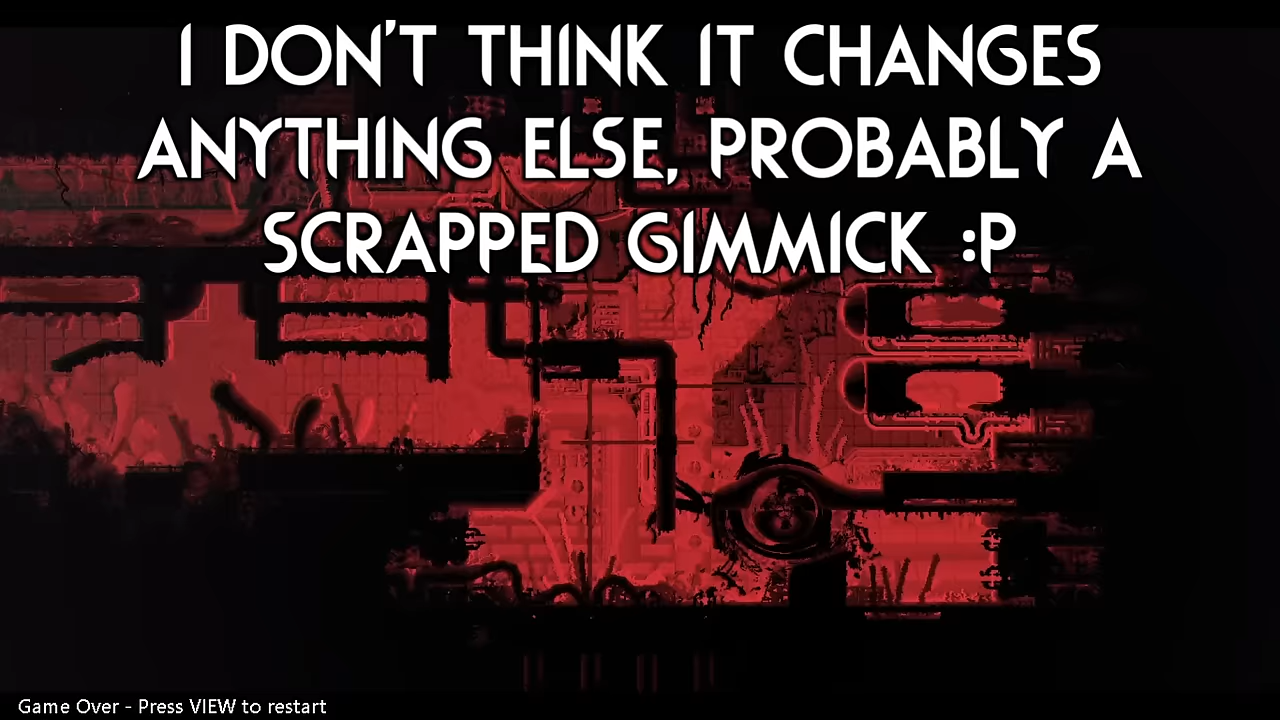 I DON'T THINK IT CHANGES
ANYTHING ELSE, PROBABLY A
SCRAPPED GIMMICK :P
Game Over - Press VIEW to restart